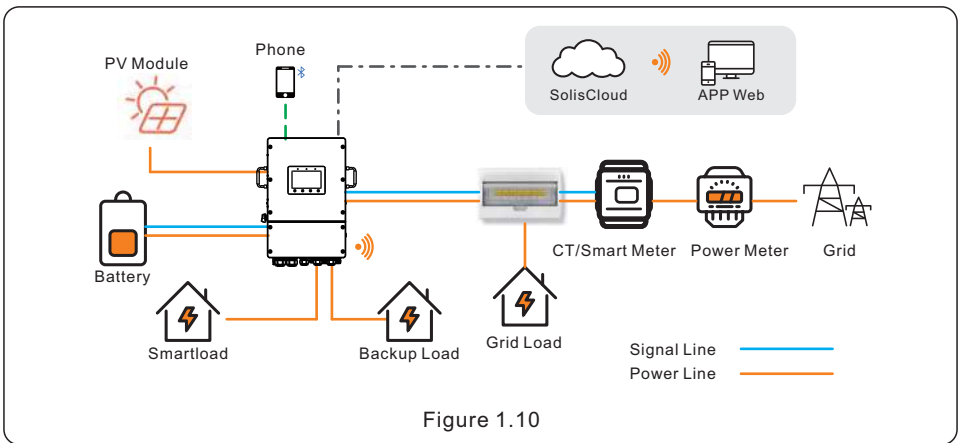 Phone
PV Module
SolisCloud
APP Web
CT/Smart Meter
Power Meter
Grid
Battery
Smartload
Backup Load
Grid Load
Signal Line
Power Line
Figure 1.10